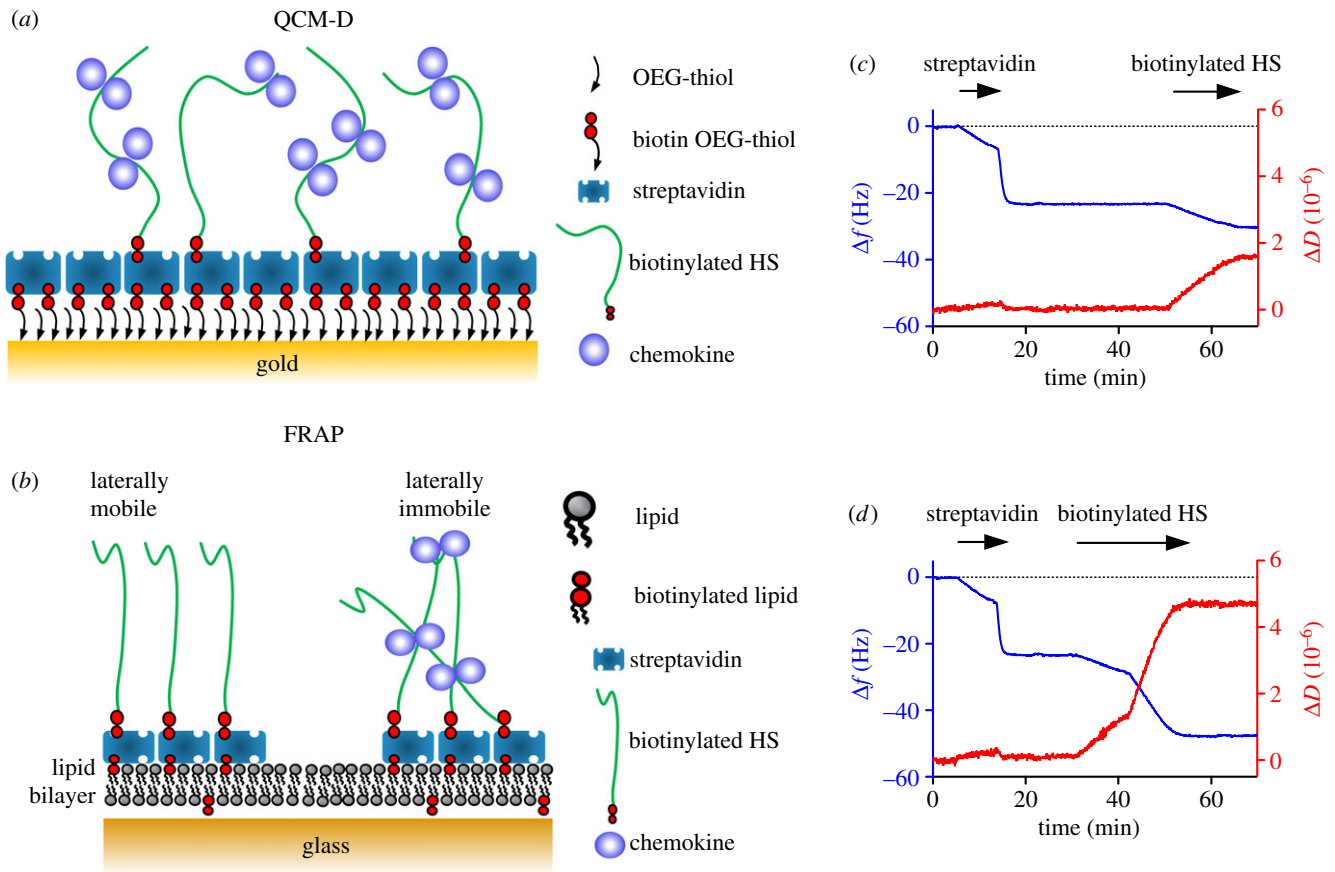 (a)
QCM-D
OEG-thiol
biotin OEG-thiol
streptavidin
biotinylated HS
chemokine
gold
(c)
streptavidin
biotinylated HS
0
–20
–40
–60
Δf (Hz)
6
4
2
0
ΔD (10–6)
0
20
40
60
time (min)
FRAP
(b)
laterally
mobile
laterally
immobile
lipid
biotinylated lipid
streptavidin
biotinylated HS
chemokine
lipid
bilayer
glass
(d)
streptavidin
biotinylated HS
0
–20
–40
–60
Δf (Hz)
6
4
2
0
ΔD (10–6)
0
20
40
60
time (min)